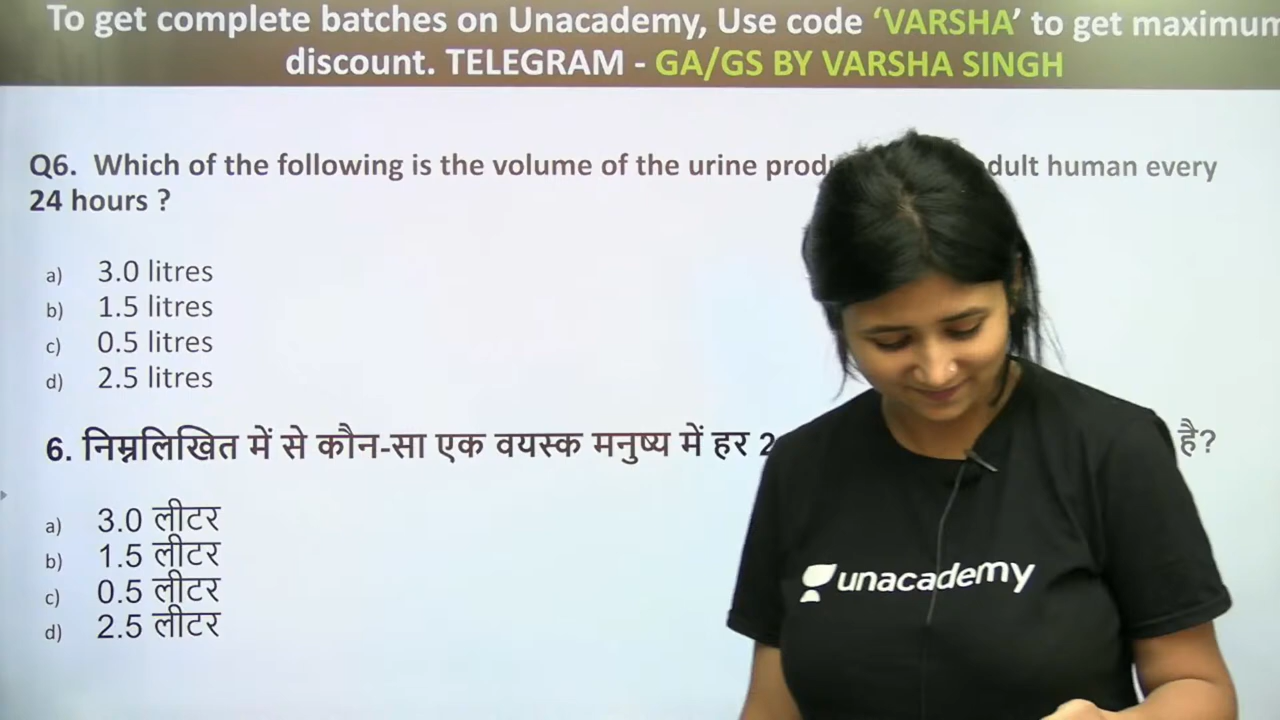 To get complete batches on Unacademy, Use code ‘VARSHA’ to get maximum
discount. TELEGRAM - GA/GS BY VARSHA SINGH
Q6. Which of the following is the volume of the urine human every
24 hours ?
a) 3.0 litres
b) 1.5 litres
c) 0.5 litres
d) 2.5 litres
6. निम्नलिखित में से कौन-सा एक वयस्क मनुष्य में हर है?
a) 3.0 लीटर
b) 1.5 लीटर
c) 0.5 लीटर
d) 2.5 लीटर
unacademy